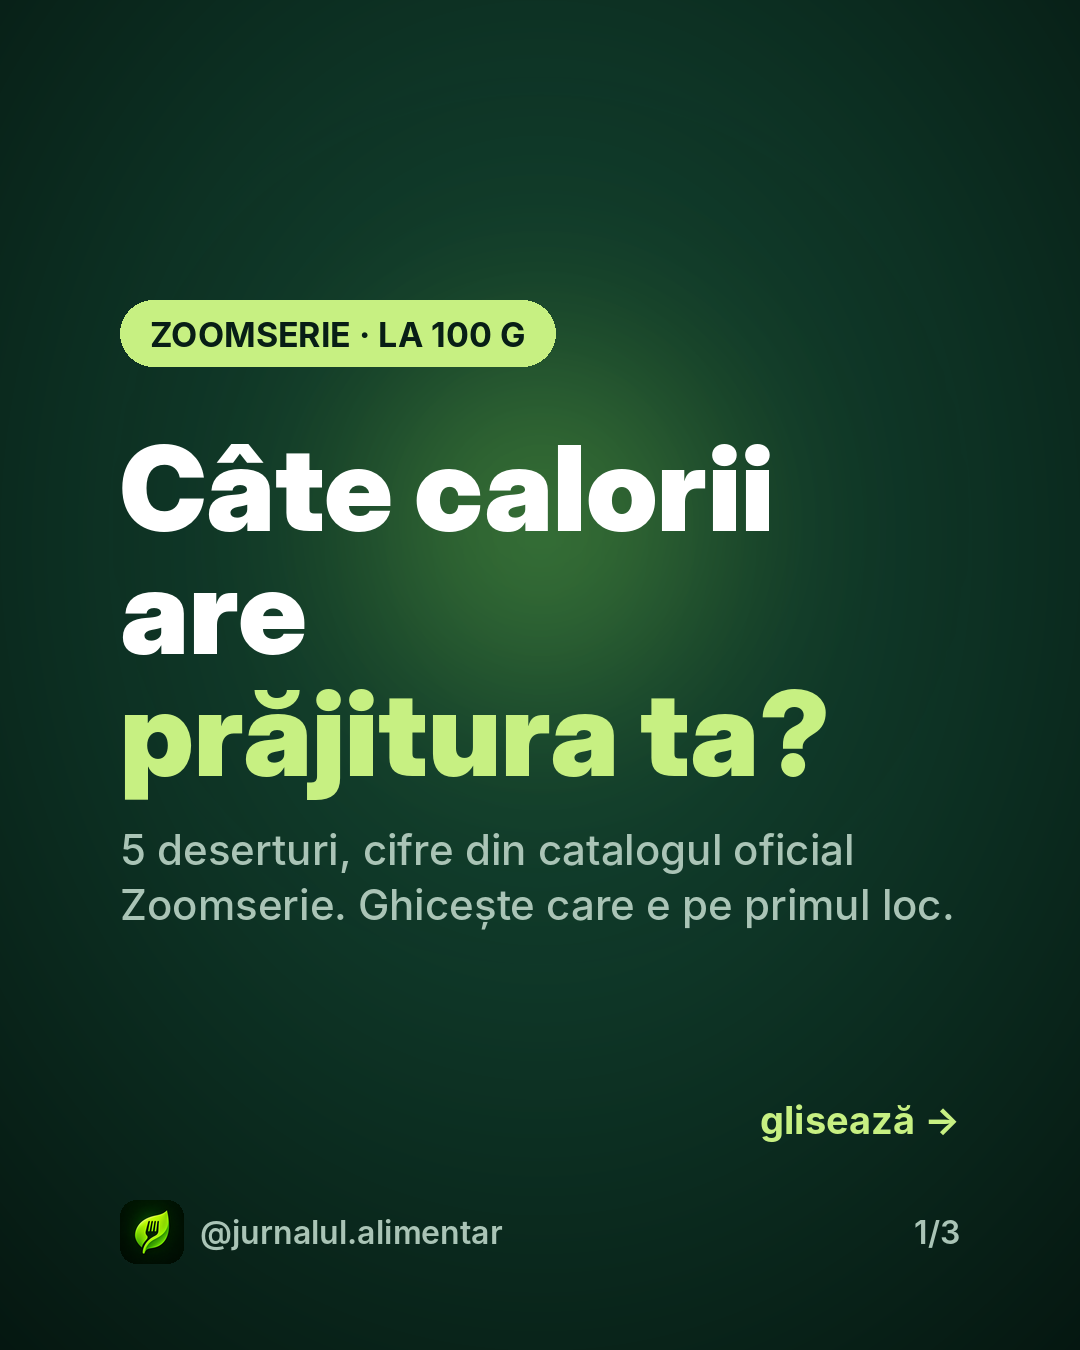 ZOOMSERIE · LA 100 G
Câte calorii
are
prăjitura ta?
5 deserturi, cifre din catalogul oficial
Zoomserie. Ghicește care e pe primul loc.
glisează →
@jurnalul.alimentar
1/3